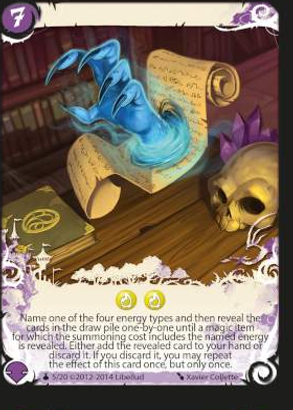 7
Name one of the four energy types and then reveal the
cards in the draw pile one-by-one until a magic item
for which the summoning cost includes the named energy
is revealed. Either add the revealed card to your hand or
discard it. If you discard it, you may repeat
the effect of this card once, but only once.
5/20 ©2012-2014 Libellud Xavier Collette